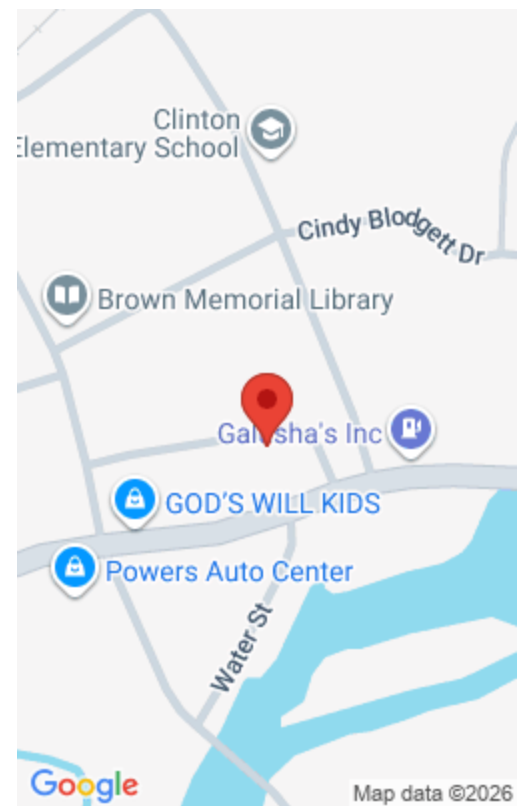 Clinton
Elementary School
Cindy Blodgett Dr
Brown Memorial Library
Inc
GOD'S WILL KIDS
Powers Auto Center
Water St
Google
Map data ©2026